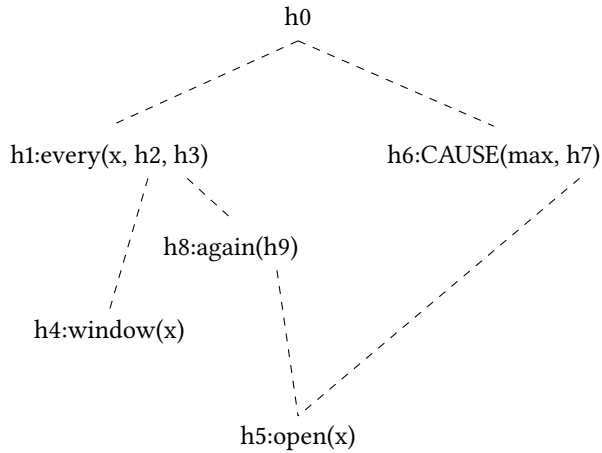 h0
h1:every(x, h2, h3) h6:CAUSE(max, h7)
h8:again(h9)
h4:window(x)
h5:open(x)